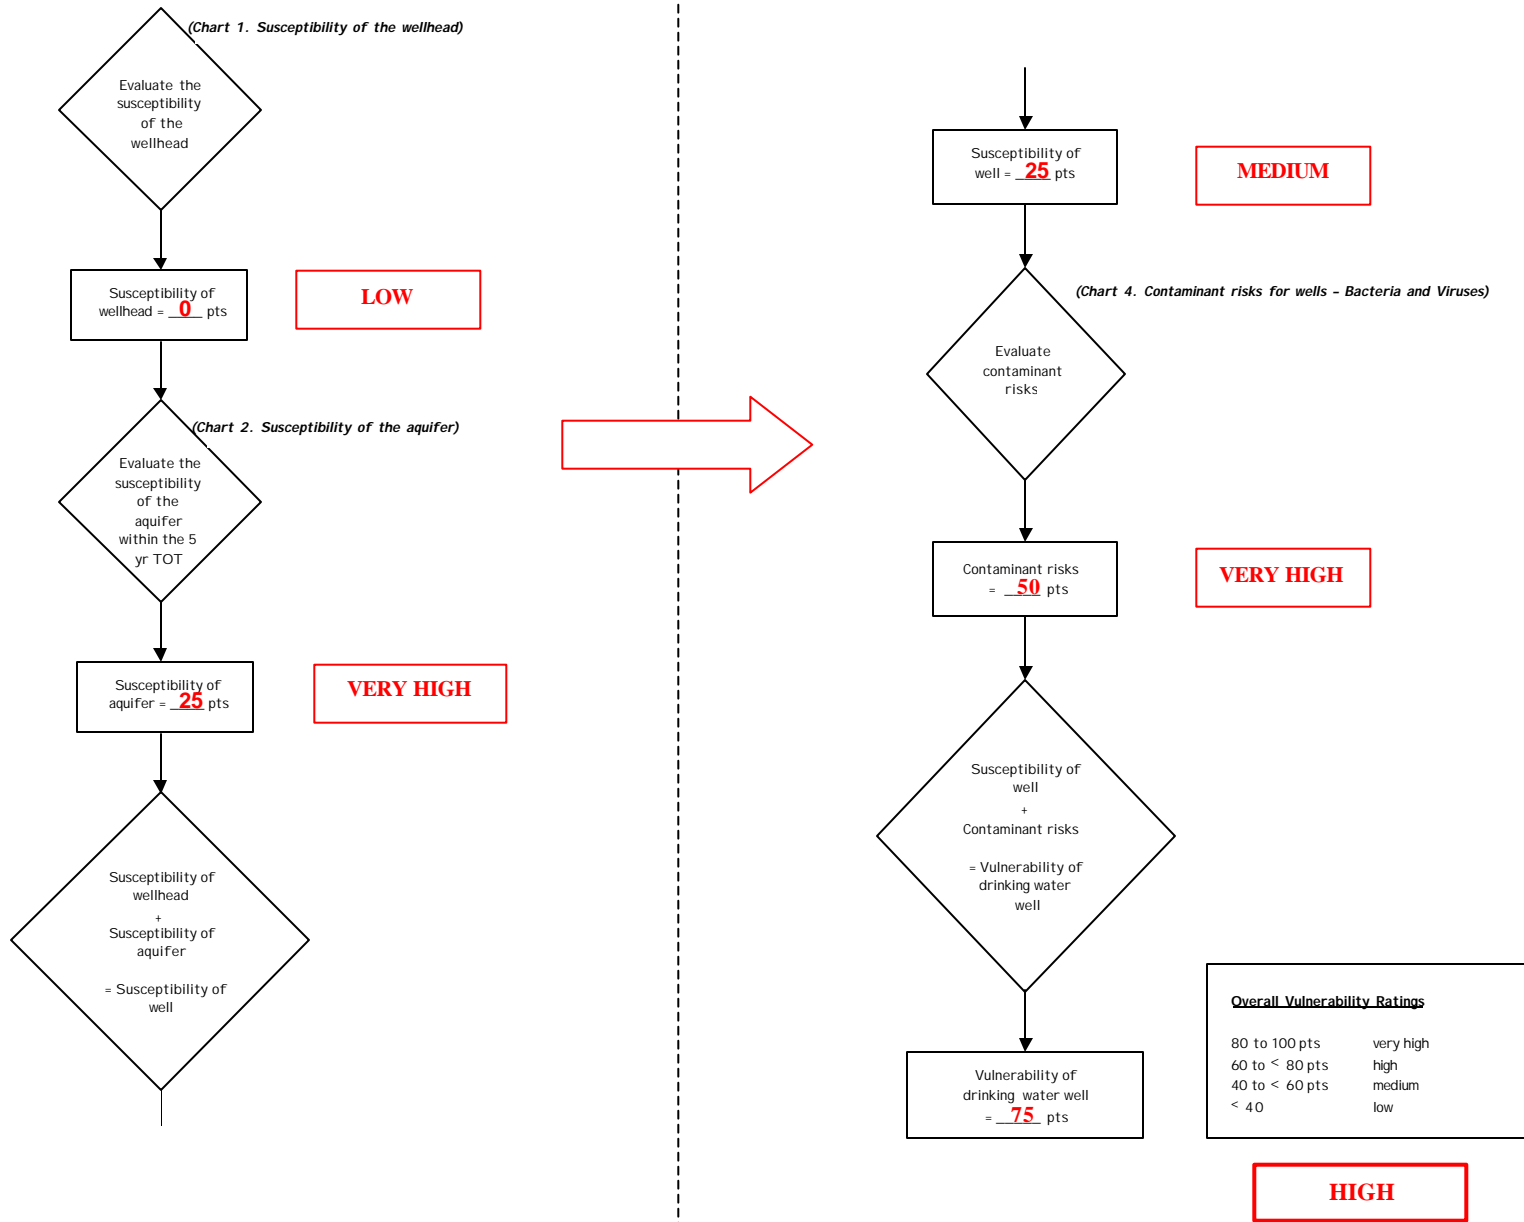 (Chart 1. Susceptibility of the wellhead)
Evaluate the
susceptibility
of the
wellhead
Susceptibility of
wellhead = 0 pts
LOW
(Chart 2. Susceptibility of the aquifer)
Evaluate the
susceptibility
of the
aquifer
within the 5
yr TOT
Susceptibility of
aquifer = 25 pts
VERY HIGH
Susceptibility of
wellhead
+
Susceptibility of
aquifer
= Susceptibility of
well
Susceptibility of
well = 25 pts
MEDIUM
(Chart 4. Contaminant risks for wells – Bacteria and Viruses)
Evaluate
contaminant
risks
Contaminant risks
= 50 pts
VERY HIGH
Susceptibility of
well
+
Contaminant risks
= Vulnerability of
drinking water
well
Vulnerability of
drinking water well
= 75 pts
Overall Vulnerability Ratings
80 to 100 pts very high
60 to < 80 pts high
40 to < 60 pts medium
< 40 low
HIGH